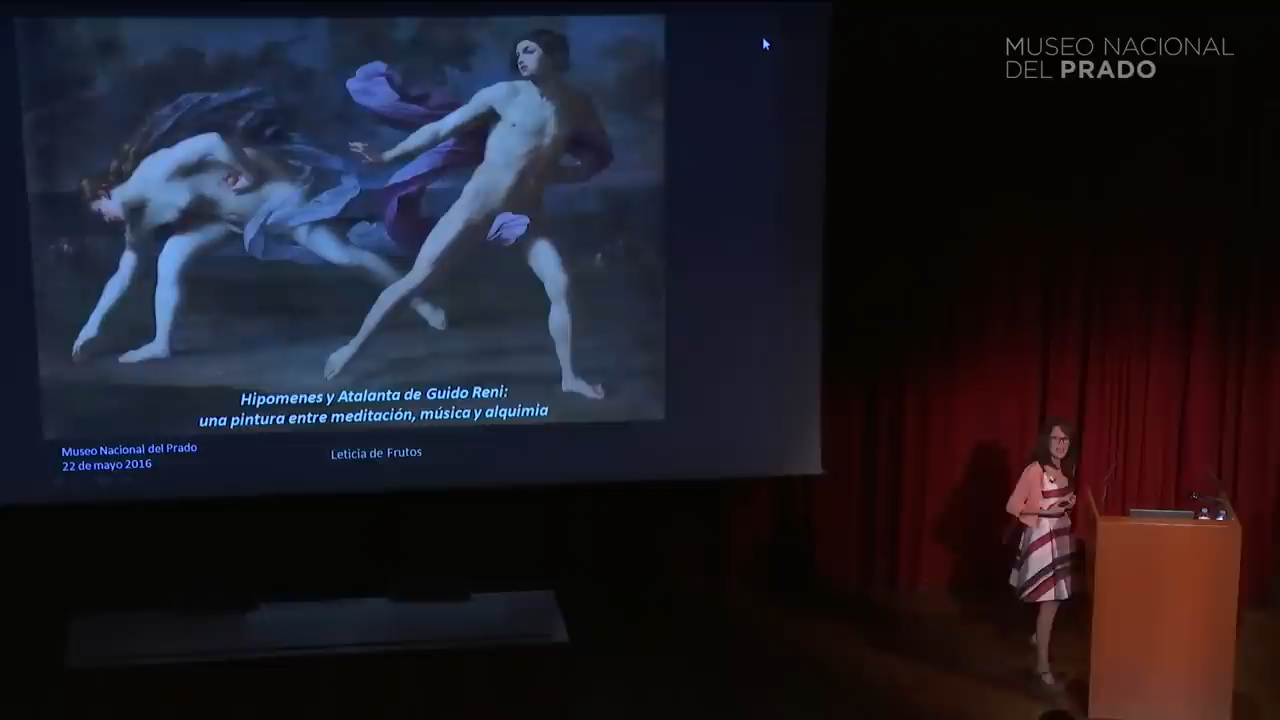 MUSEO NACIONAL
DEL PRADO
Hipomenes y Atalanta de Guido Reni:
una pintura entre meditación, música y alquimia
Museo Nacional del Prado
22 de mayo 2016
Leticia de Frutos